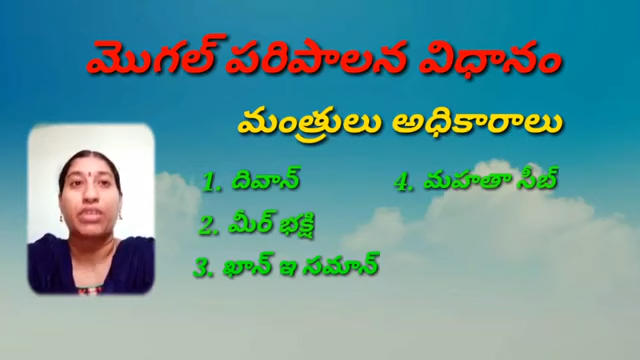 మొగల్ పరిపాలన విధానం
మంత్రులు అధికారాలు
1. దివాన్
2. మీర్ భక్షి
3. ఖాన్ ఇ సమాన్
4. మహతా సీబ్